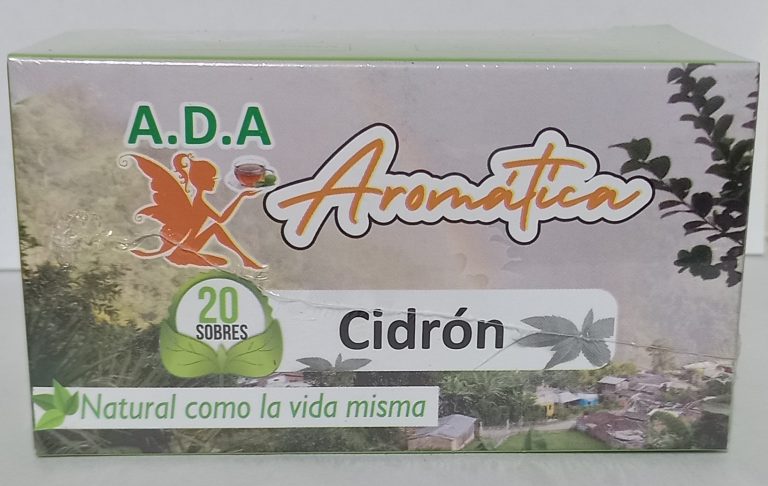 A.D.A
Aromática
20
SOBRES
Cidrón
Natural como la vida misma